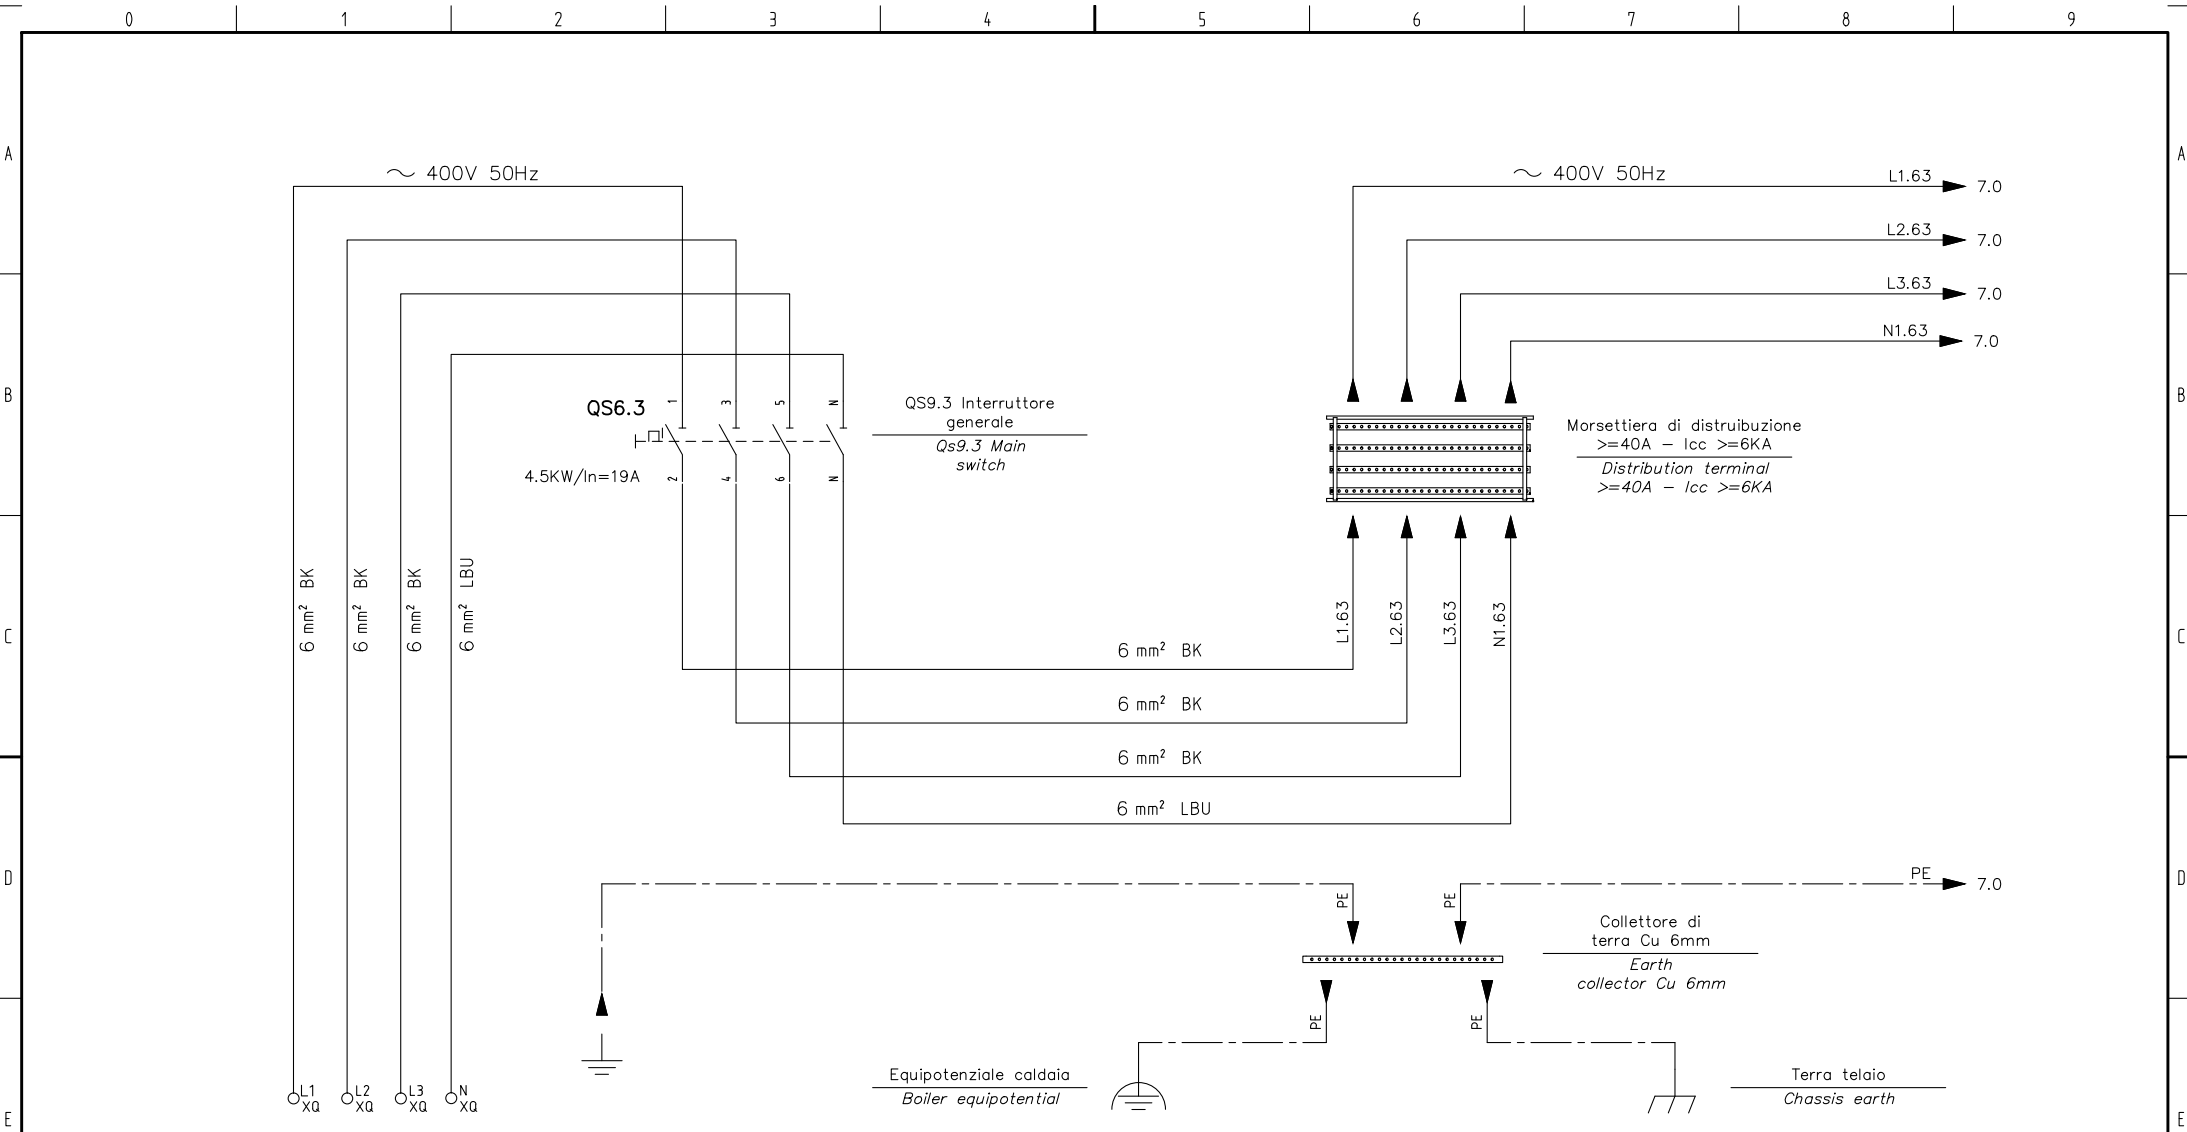 0 1 2 3 4 5 6 7 8 9
A A
~ 400V 50Hz
~ 400V 50Hz
L1.63 7.0
L2.63 7.0
L3.63 7.0
N1.63 7.0
B B
QS6.3
1 3 5 N
4.5KW/In=19A
2 4 6 N
QS9.3 Interruttore
generale
Qs9.3 Main
switch
Morsettiera di distruibuzione
>=40A – Icc >=6KA
Distribution terminal
>=40A – Icc >=6KA
C C
6 mm² BK
6 mm² BK
6 mm² BK
6 mm² LBU
L1.63
L2.63
L3.63
N1.63
6 mm² BK
6 mm² BK
6 mm² BK
6 mm² LBU
D D
PE
PE
PE 7.0
Collettore di
terra Cu 6mm
Earth
collector Cu 6mm
PE
PE
Equipotenziale caldaia
Boiler equipotential
Terra telaio
Chassis earth
L1
XQ
L2
XQ
L3
XQ
N
XQ
E E